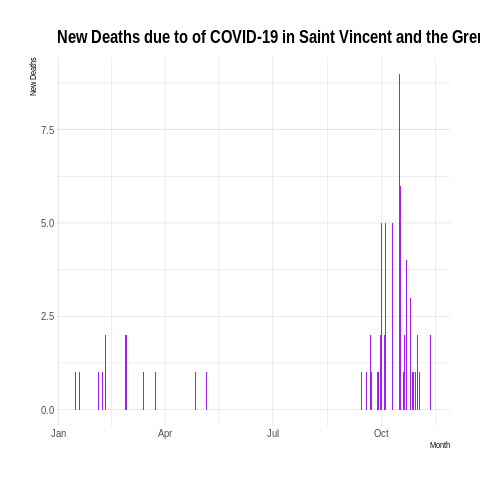 New Deaths due to of COVID-19 in Saint Vincent and the Gre
New Deaths
7.5
5.0
2.5
0.0
Jan Apr Jul Oct
Month